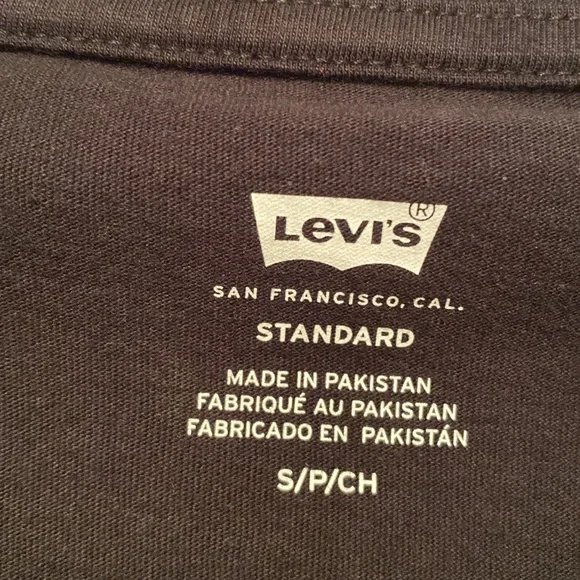 Levi's ®
SAN FRANCISCO, CAL.
STANDARD
MADE IN PAKISTAN
FABRIQUÉ AU PAKISTAN
FABRICADO EN PAKISTÁN
S/P/CH